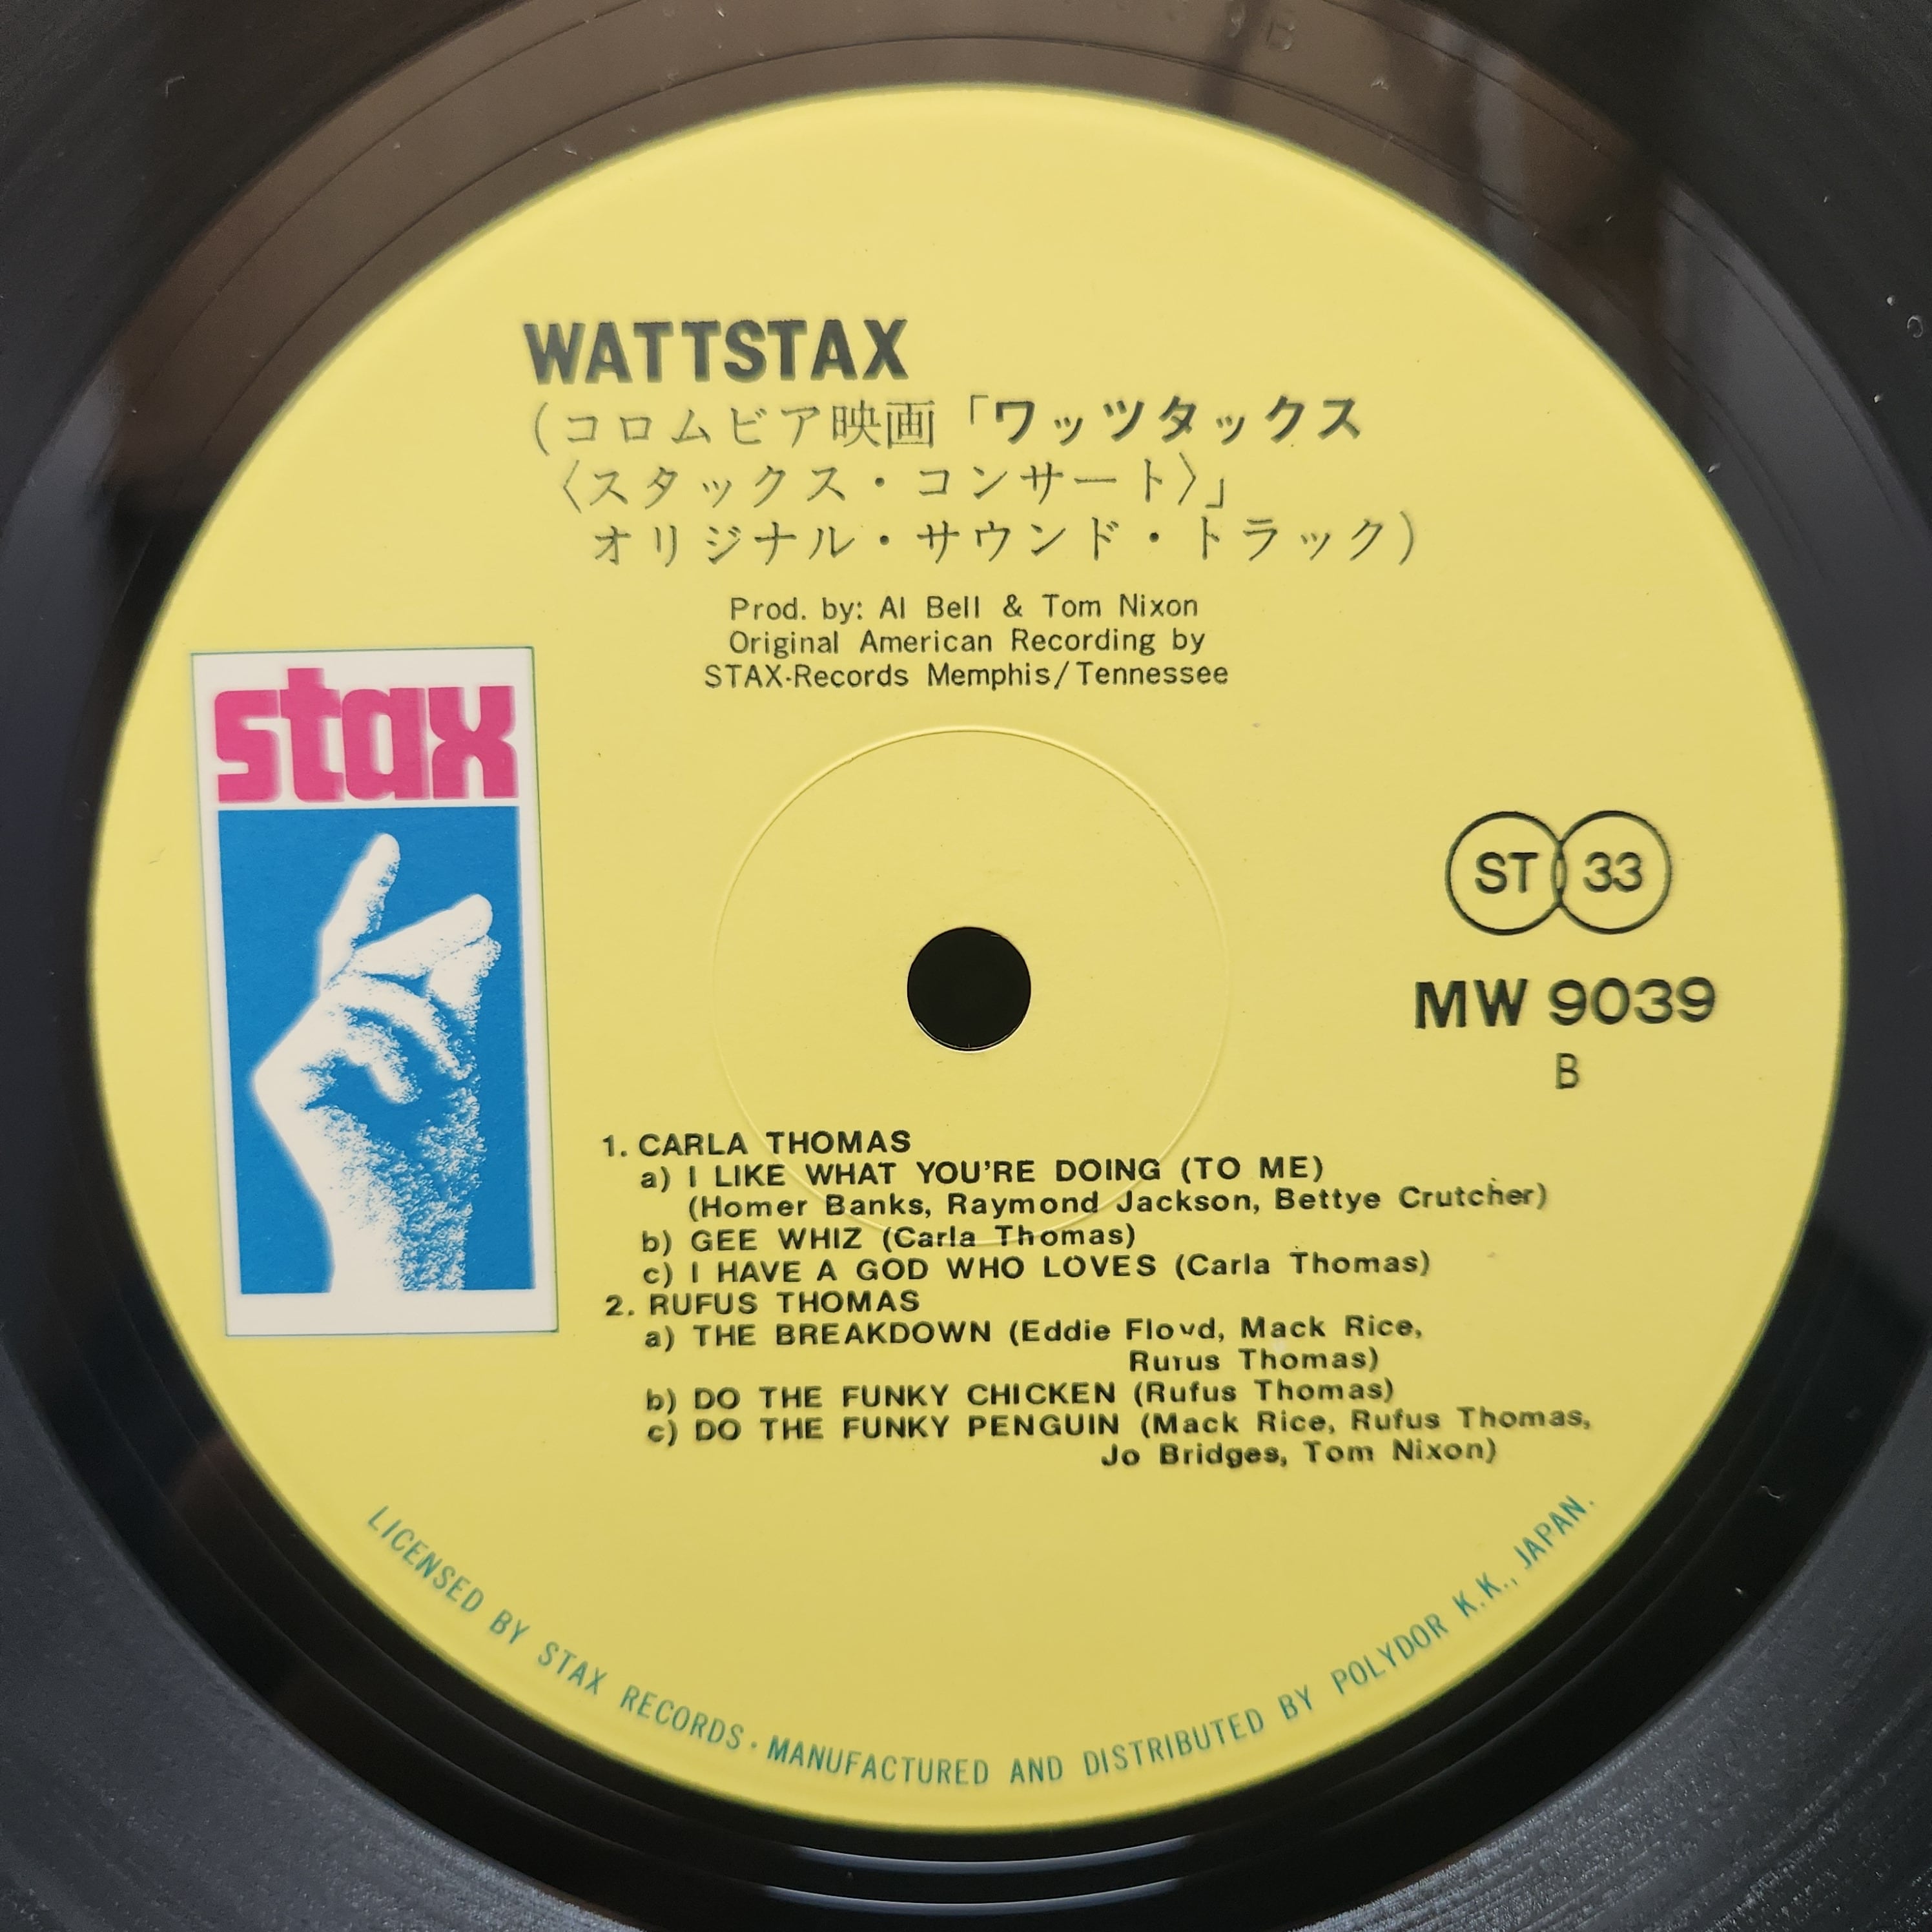 WATTSTAX
(コロムビア映画「ワッツタックス
〈スタックス・コンサート〉」
オリジナル・サウンド・トラック)
Prod. by: Al Bell & Tom Nixon
Original American Recording by
STAX-Records Memphis/Tennessee
stax
ST 33
MW 9039
B
1. CARLA THOMAS
a) I LIKE WHAT YOU'RE DOING (TO ME)
(Homer Banks, Raymond Jackson, Bettye Crutcher)
b) GEE WHIZ (Carla Thomas)
c) I HAVE A GOD WHO LOVES (Carla Thomas)
2. RUFUS THOMAS
a) THE BREAKDOWN (Eddie Floyd, Mack Rice,
Rufus Thomas)
b) DO THE FUNKY CHICKEN (Rufus Thomas)
c) DO THE FUNKY PENGUIN (Mack Rice, Rufus Thomas,
Jo Bridges, Tom Nixon)
LICENSED BY STAX RECORDS · MANUFACTURED AND DISTRIBUTED BY POLYDOR K.K., JAPAN.